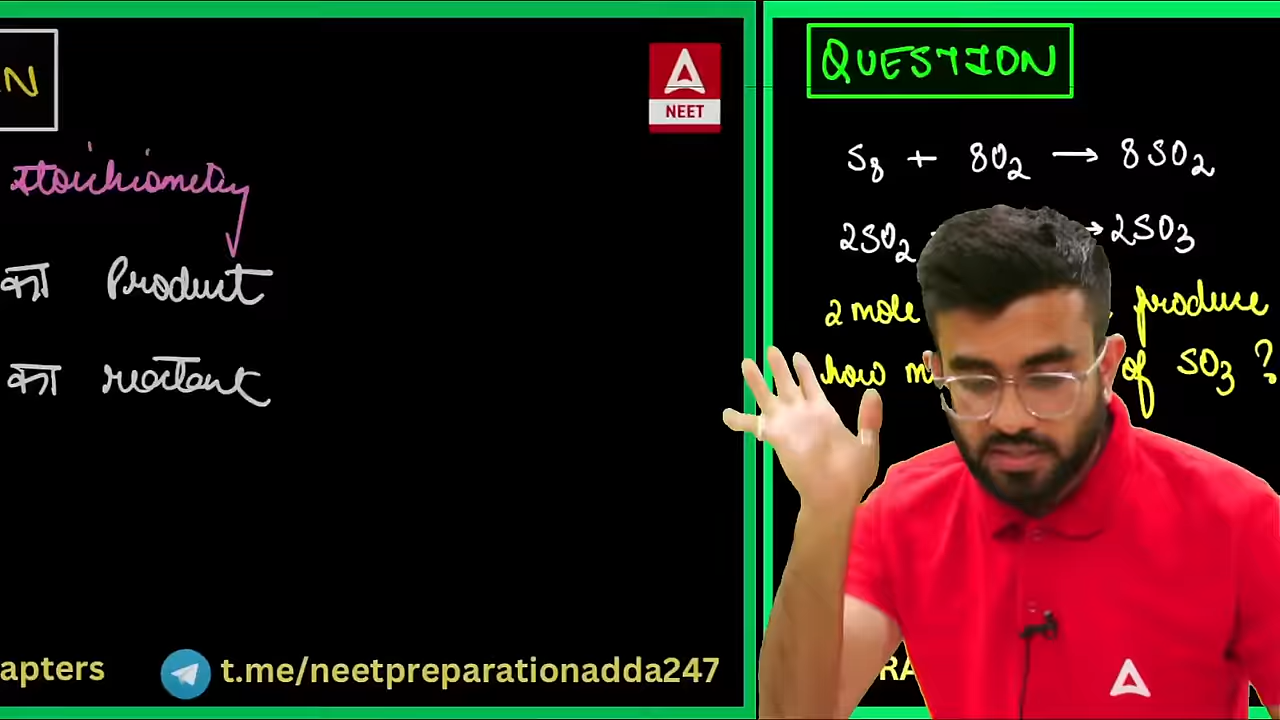 N
Stoichiometry
का Product
का reactant
NEET
apters
t.me/neetpreparationadda247
QUESTION
S8 + 8O2 → 8SO2
2SO2 → 2SO3
2 mole produce
how of SO3 ?
RA